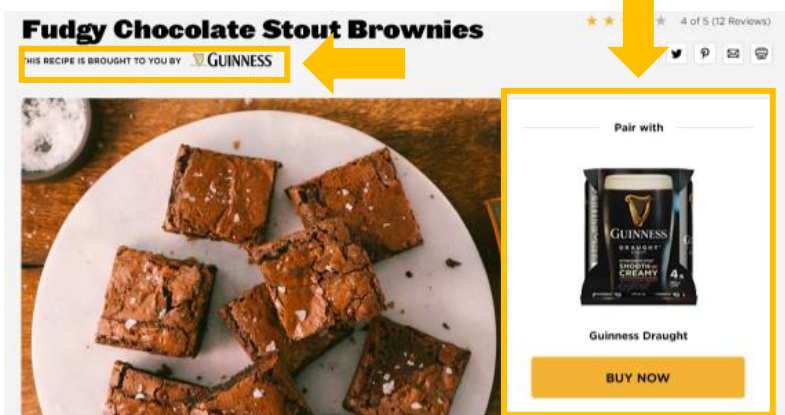 Fudgy Chocolate Stout Brownies
4 of 5 (12 Reviews)
THIS RECIPE IS BROUGHT TO YOU BY GUINNESS
Pair with
GUINNESS
DRAUGHT
SMOOTH
CREAMY
4x
Guinness Draught
BUY NOW